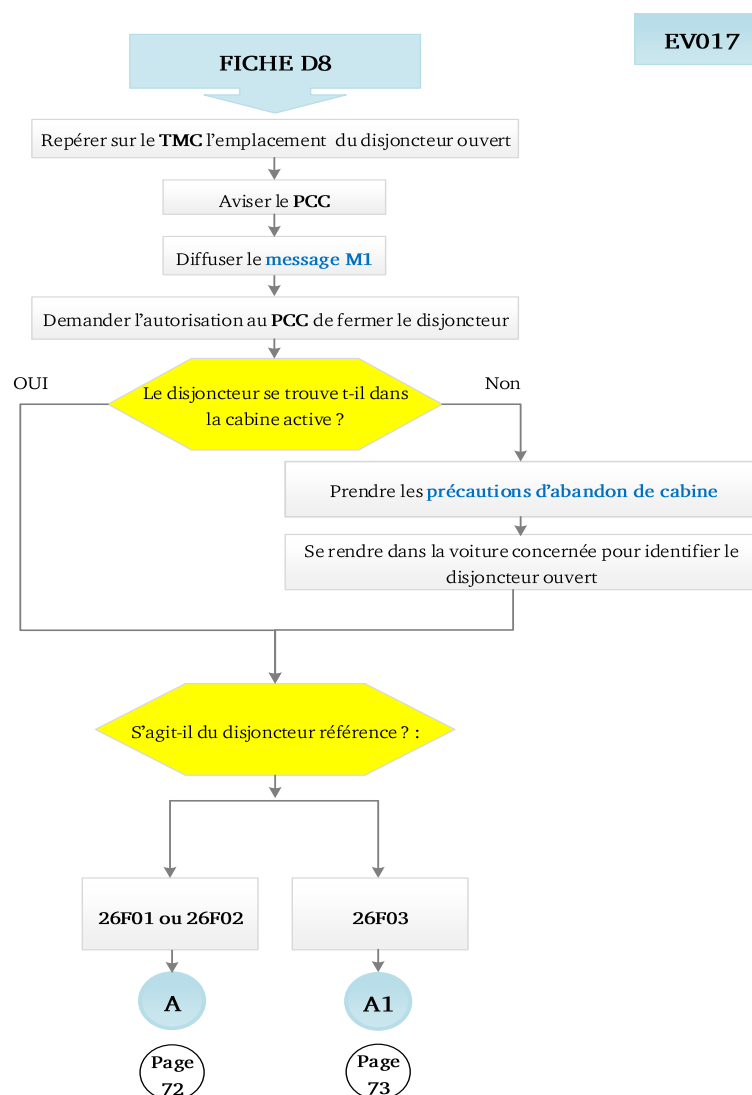 FICHE D8
EV017
Repérer sur le TMC l’emplacement du disjoncteur ouvert
Aviser le PCC
Diffuser le message M1
Demander l’autorisation au PCC de fermer le disjoncteur
OUI
Le disjoncteur se trouve t-il dans
la cabine active ?
Non
Prendre les précautions d’abandon de cabine
Se rendre dans la voiture concernée pour identifier le
disjoncteur ouvert
S’agit-il du disjoncteur référence ? :
26F01 ou 26F02
26F03
A
A1
Page
72
Page
73